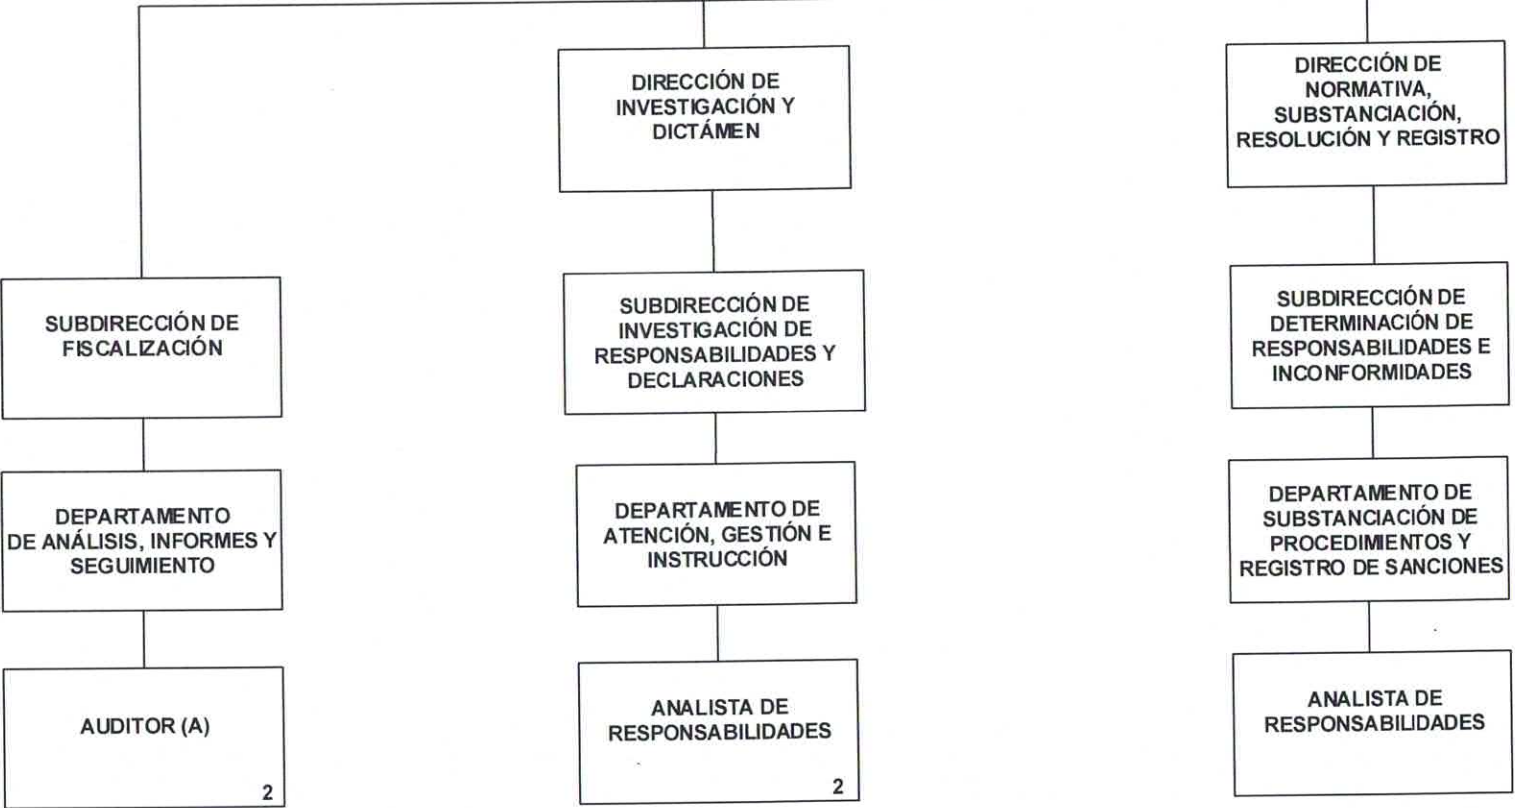 DIRECCIÓN DE
INVESTIGACIÓN Y
DICTÁMEN
DIRECCIÓN DE
NORMATIVA,
SUBSTANCIACIÓN,
RESOLUCIÓN Y REGISTRO
SUBDIRECCIÓN DE
FISCALIZACIÓN
SUBDIRECCIÓN DE
INVESTIGACIÓN DE
RESPONSABILIDADES Y
DECLARACIONES
SUBDIRECCIÓN DE
DETERMINACIÓN DE
RESPONSABILIDADES E
INCONFORMIDADES
DEPARTAMENTO
DE ANÁLISIS, INFORMES Y
SEGUIMIENTO
DEPARTAMENTO DE
ATENCIÓN, GESTIÓN E
INSTRUCCIÓN
DEPARTAMENTO DE
SUBSTANCIACIÓN DE
PROCEDIMIENTOS Y
REGISTRO DE SANCIONES
AUDITOR (A)
2
ANALISTA DE
RESPONSABILIDADES
2
ANALISTA DE
RESPONSABILIDADES